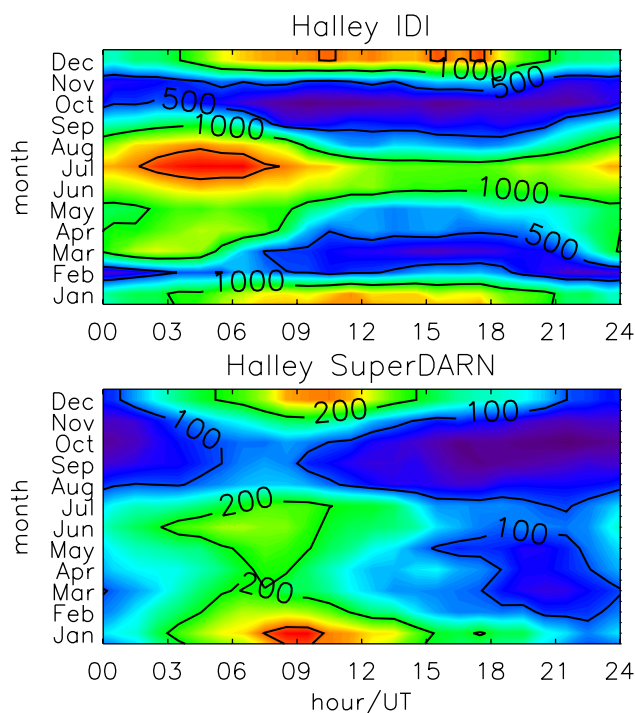 Halley IDI
Dec
Nov
Oct
Sep
Aug
Jul
Jun
May
Apr
Mar
Feb
Jan
month
1000
500
500
1000
1000
500
1000
00 03 06 09 12 15 18 21 24
Halley SuperDARN
Dec
Nov
Oct
Sep
Aug
Jul
Jun
May
Apr
Mar
Feb
Jan
month
200
100
100
200
100
200
00 03 06 09 12 15 18 21 24
hour/UT